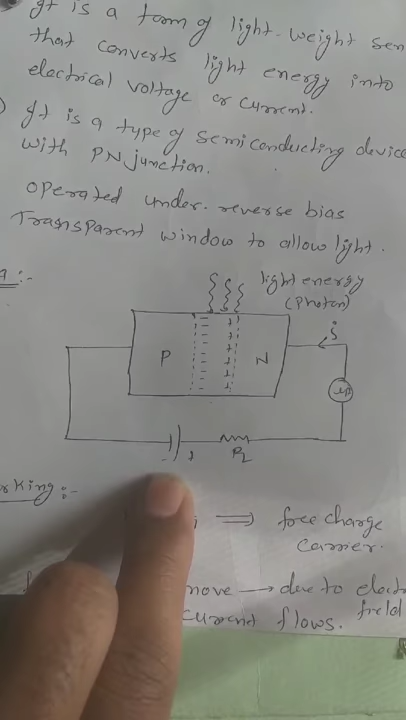 It is a form of light-weight sen
that converts light energy into
electrical voltage or current.
It is a type of semiconducting device
with PN junction.
operated under reverse bias
Transparent window to allow light.
:-
light energy
(photon)
i
P
N
RL
rking :-
⇒ free charge
carrier.
move → due to elect
field
current flows.